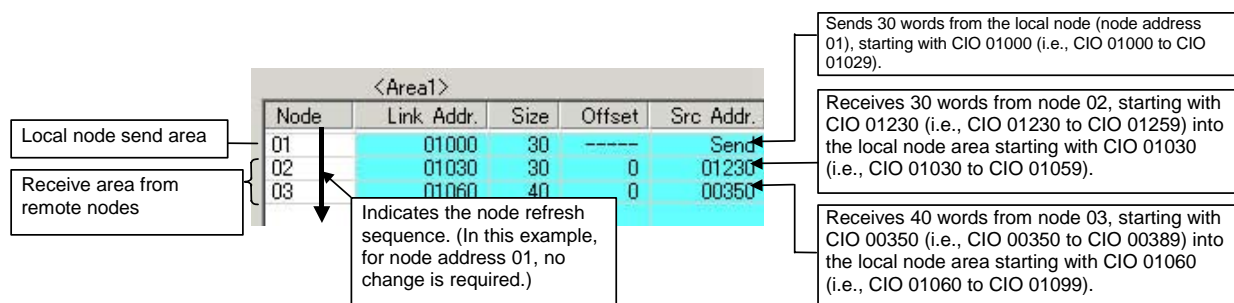 Sends 30 words from the local node (node address
01), starting with CIO 01000 (i.e., CIO 01000 to CIO
01029).
<Area1>
Node Link Addr. Size Offset Src Addr.
01 01000 30 ----- Send
02 01030 30 0 01230
03 01060 40 0 00350
Local node send area
Receive area from
remote nodes
Indicates the node refresh
sequence. (In this example,
for node address 01, no
change is required.)
Receives 30 words from node 02, starting with
CIO 01230 (i.e., CIO 01230 to CIO 01259) into
the local node area starting with CIO 01030
(i.e., CIO 01030 to CIO 01059).
Receives 40 words from node 03, starting with
CIO 00350 (i.e., CIO 00350 to CIO 00389) into
the local node area starting with CIO 01060
(i.e., CIO 01060 to CIO 01099).